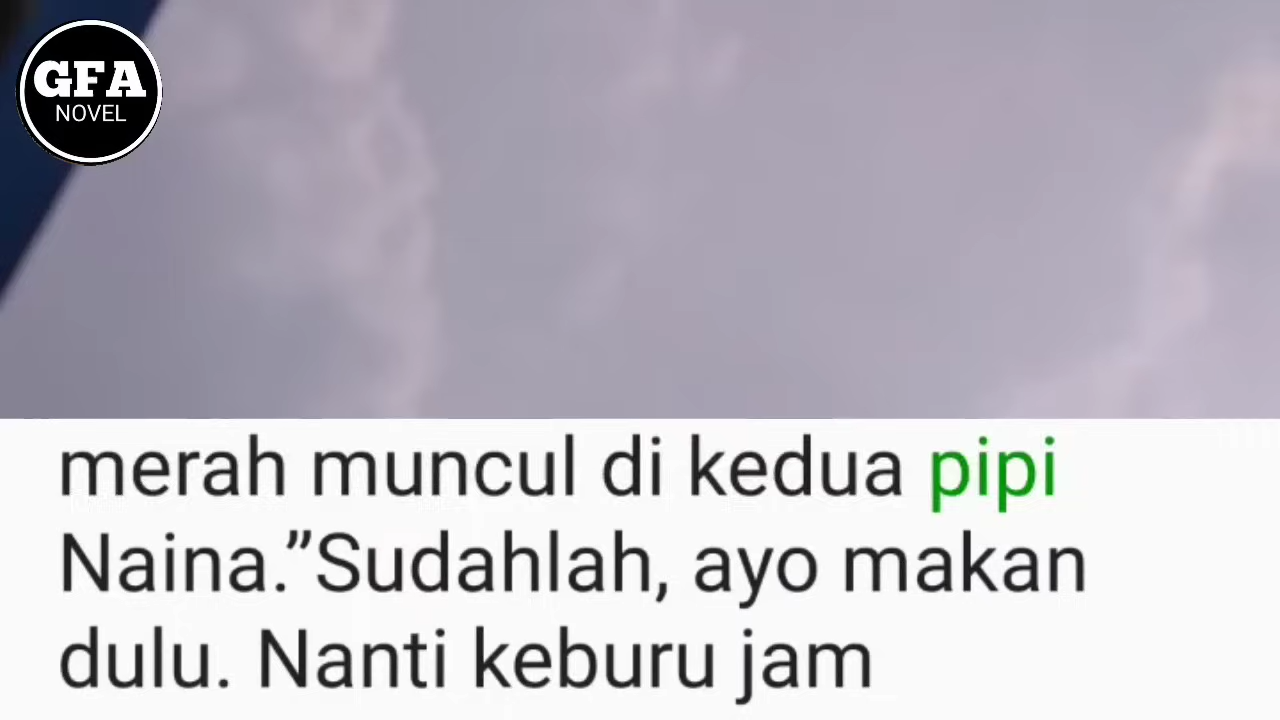 GFA
NOVEL
merah muncul di kedua pipi
Naina.”Sudahlah, ayo makan
dulu. Nanti keburu jam